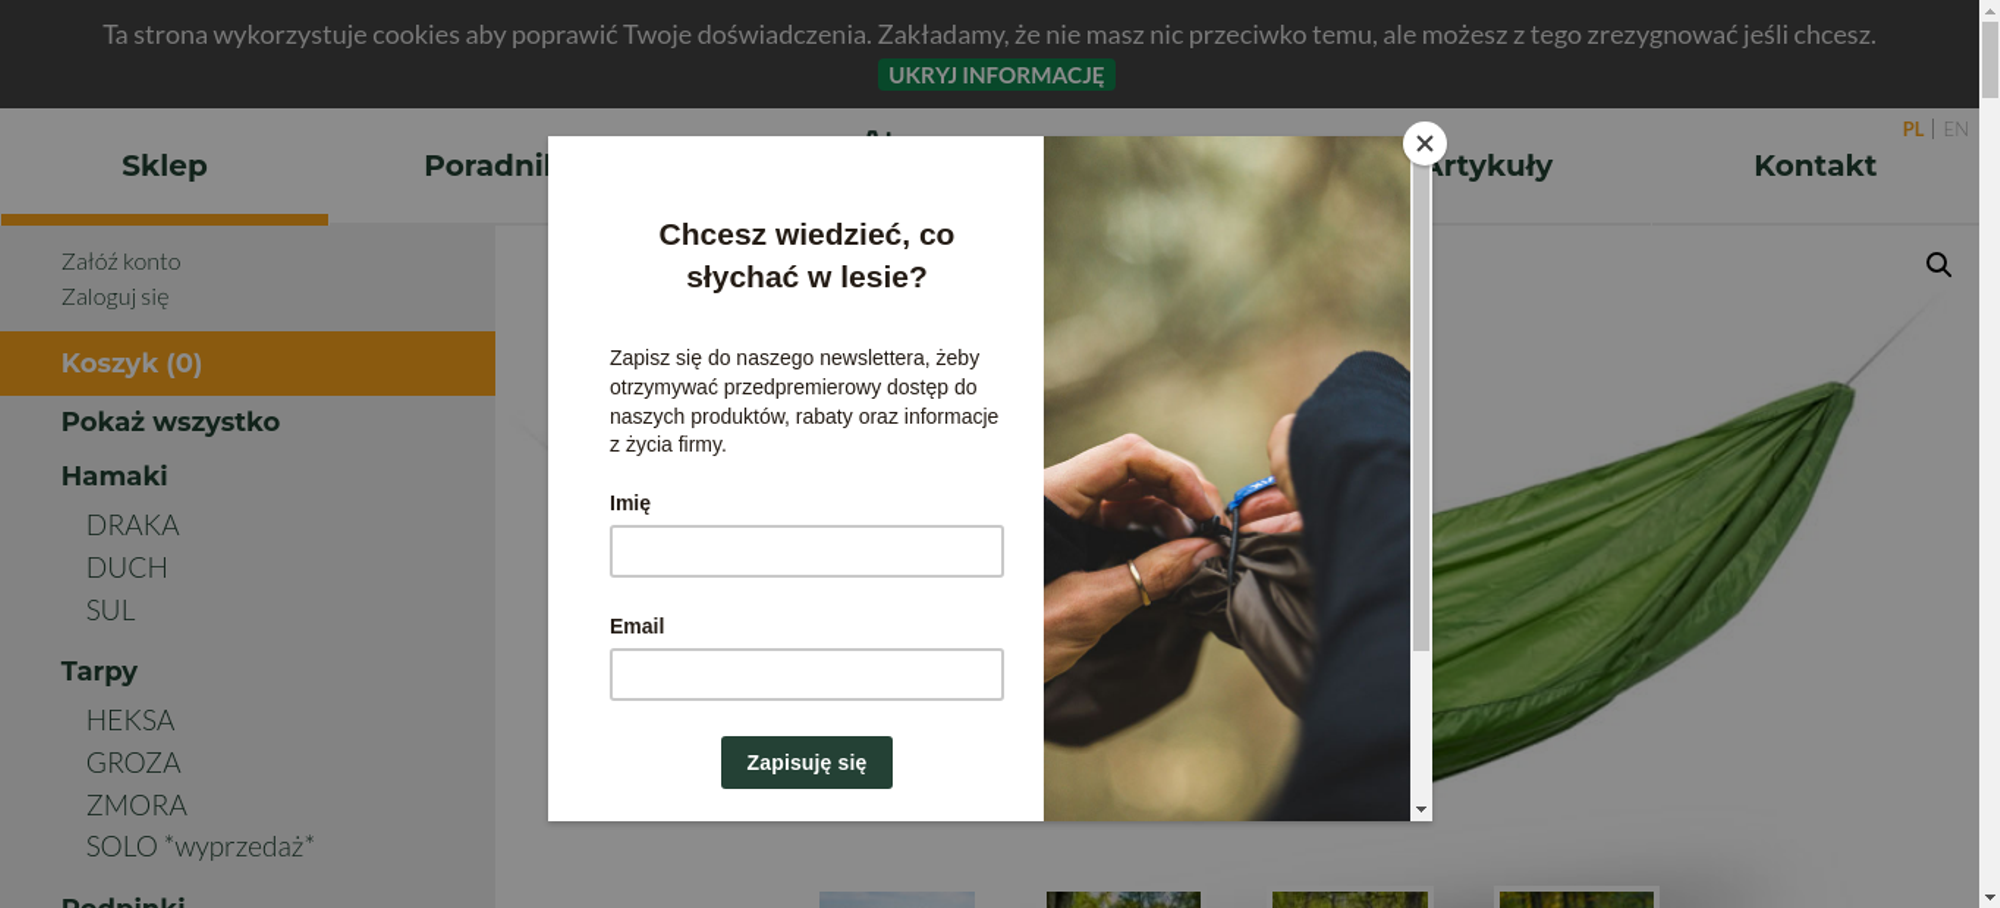 Ta strona wykorzystuje cookies aby poprawić Twoje doświadczenia. Zakładamy, że nie masz nic przeciwko temu, ale możesz z tego zrezygnować jeśli chcesz.
UKRYJ INFORMACJĘ
PL | EN
Sklep
Kontakt
Załóż konto
Zaloguj się
Koszyk (0)
Pokaż wszystko
Hamaki
DRAKA
DUCH
SUL
Tarpy
HEKSA
GROZA
ZMORA
SOLO *wyprzedaż*
Chcesz wiedzieć, co
słychać w lesie?
Zapisz się do naszego newslettera, żeby
otrzymywać przedpremierowy dostęp do
naszych produktów, rabaty oraz informacje
z życia firmy.
Imię
Email
Zapisuję się